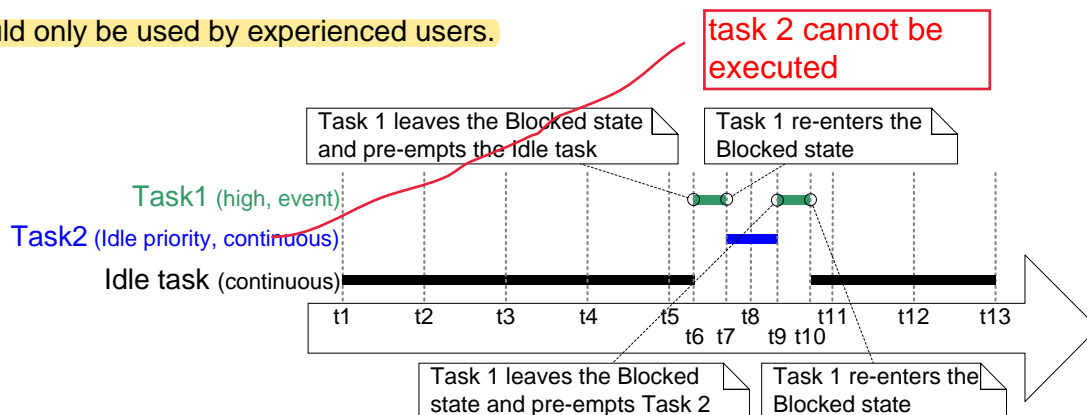 uld only be used by experienced users.
task 2 cannot be
executed
Task 1 leaves the Blocked state
and pre-empts the Idle task
Task 1 re-enters the
Blocked state
Task1 (high, event)
Task2 (Idle priority, continuous)
Idle task (continuous)
t1 t2 t3 t4 t5 t8 t11 t12 t13
t6 t7 t9 t10
Task 1 leaves the Blocked
state and pre-empts Task 2
Task 1 re-enters the
Blocked state